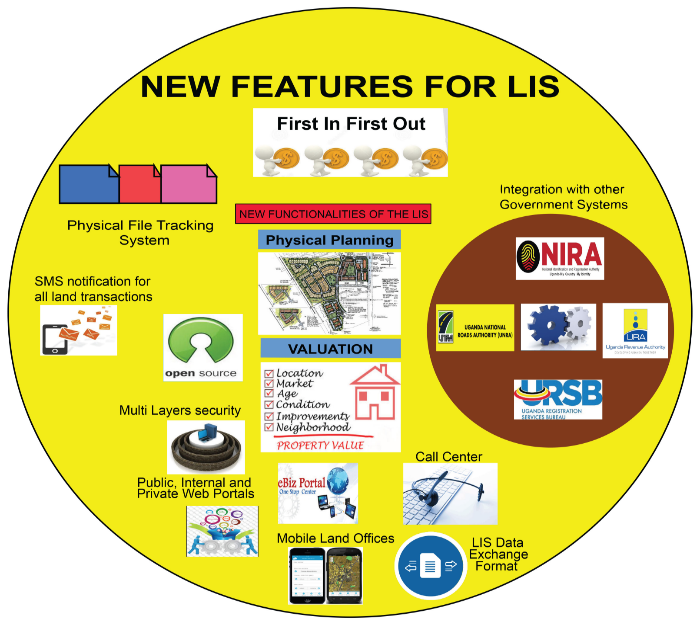 NEW FEATURES FOR LIS
First In First Out
Physical File Tracking
System
NEW FUNCTIONALITIES OF THE LIS
Physical Planning
Integration with other
Government Systems
NIRA
UNRA
UGANDA NATIONAL
ROADS AUTHORITY (UNRA)
URA
Uganda Revenue Authority
URSB
UGANDA REGISTRATION
SERVICES BUREAU
SMS notification for
all land transactions
open source
VALUATION
Location
Market
Age
Condition
Improvements
Neighborhood
PROPERTY VALUE
Multi Layers security
Public, Internal and
Private Web Portals
eBiz Portal
One Stop Center
Call Center
Mobile Land Offices
LIS Data
Exchange
Format